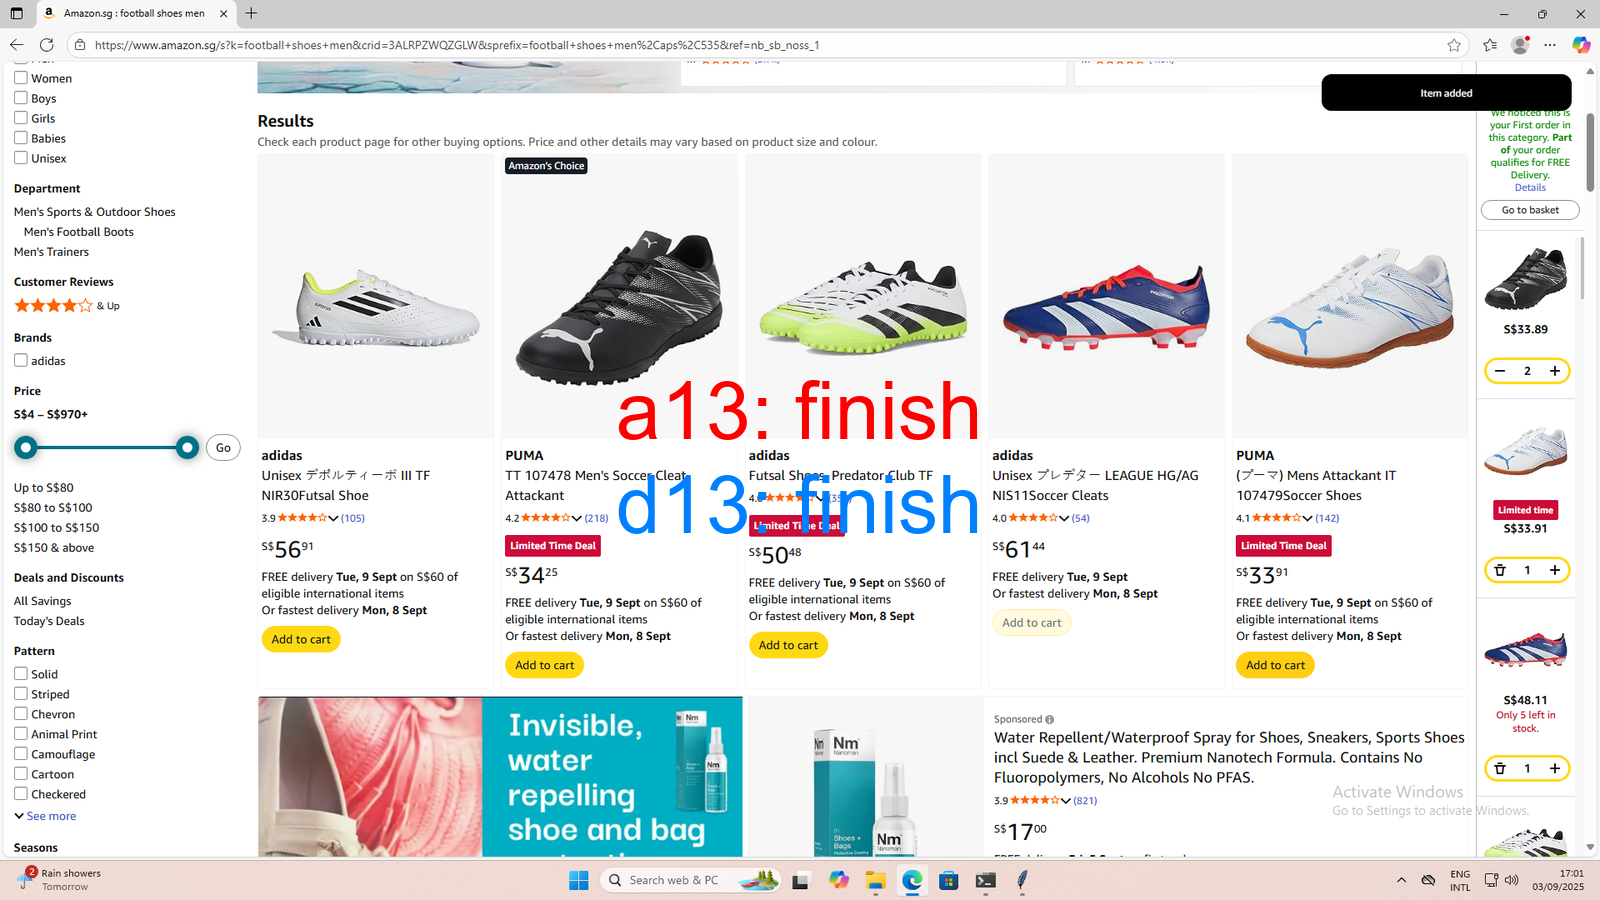 Amazon.sg : football shoes men
https://www.amazon.sg/s?k=football+shoes+men&crid=3ALRPZWQZGLW&sprefix=football+shoes+men%2Caps%2C535&ref=nb_sb_noss_1
Women
Boys
Girls
Babies
Unisex
Department
Men's Sports & Outdoor Shoes
Men's Football Boots
Men's Trainers
Customer Reviews
& Up
Brands
adidas
Price
S$4 – S$970+
Go
Up to S$80
S$80 to S$100
S$100 to S$150
S$150 & above
Deals and Discounts
All Savings
Today's Deals
Pattern
Solid
Striped
Chevron
Animal Print
Camouflage
Cartoon
Checkered
See more
Seasons
Results
Check each product page for other buying options. Price and other details may vary based on product size and colour.
adidas
Unisex デポルティーボ III TF
NIR30Futsal Shoe
3.9 (105)
S$56 91
FREE delivery Tue, 9 Sept on S$60 of
eligible international items
Or fastest delivery Mon, 8 Sept
Add to cart
Amazon's Choice
PUMA
TT 107478 Men's Soccer Cleat
Attackant
4.2 (218)
Limited Time Deal
S$34 25
FREE delivery Tue, 9 Sept on S$60 of
eligible international items
Or fastest delivery Mon, 8 Sept
Add to cart
adidas
Futsal Shoes, Predator Club TF
Limited Time Deal
S$50 48
FREE delivery Tue, 9 Sept on S$60 of
eligible international items
Or fastest delivery Mon, 8 Sept
Add to cart
a13: finish
d13: finish
adidas
Unisex プレデター LEAGUE HG/AG
NIS11Soccer Cleats
4.0 (54)
S$61 44
FREE delivery Tue, 9 Sept
Or fastest delivery Mon, 8 Sept
Add to cart
PUMA
(プーマ) Mens Attackant IT
107479Soccer Shoes
4.1 (142)
Limited Time Deal
S$33 91
FREE delivery Tue, 9 Sept on S$60 of
eligible international items
Or fastest delivery Mon, 8 Sept
Add to cart
Invisible,
water
repelling
shoe and bag
Nm
Nanoman
Shoes +
Bags
Nm
Sponsored
Water Repellent/Waterproof Spray for Shoes, Sneakers, Sports Shoes
incl Suede & Leather. Premium Nanotech Formula. Contains No
Fluoropolymers, No Alcohols No PFAS.
3.9 (821)
S$17 00
Item added
We noticed this is
your First order in
this category. Part
of your order
qualifies for FREE
Delivery.
Details
Go to basket
S$33.89
2
Limited time
S$33.91
1
S$48.11
Only 5 left in
stock.
1
Activate Windows
Go to Settings to activate Windows.
2
Rain showers
Tomorrow
Search web & PC
ENG
INTL
17:01
03/09/2025